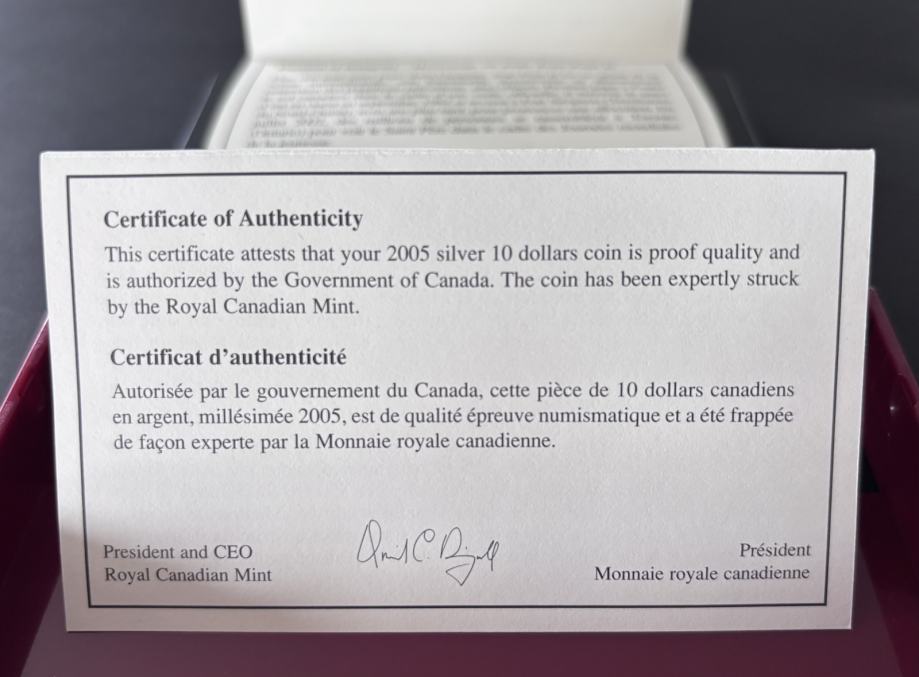 Certificate of Authenticity
This certificate attests that your 2005 silver 10 dollars coin is proof quality and
is authorized by the Government of Canada. The coin has been expertly struck
by the Royal Canadian Mint.
Certificat d'authenticité
Autorisée par le gouvernement du Canada, cette pièce de 10 dollars canadiens
en argent, millésimée 2005, est de qualité épreuve numismatique et a été frappée
de façon experte par la Monnaie royale canadienne.
President and CEO
Royal Canadian Mint
Président
Monnaie royale canadienne